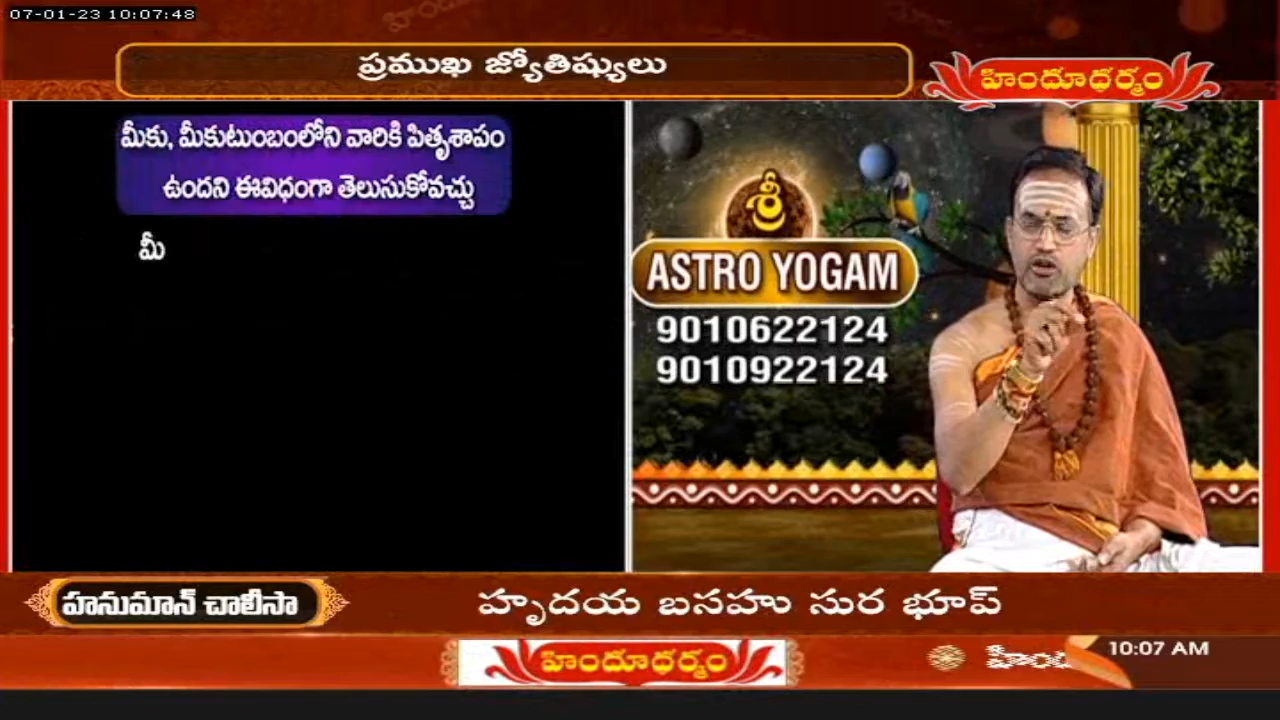 07-01-23 10:07:48
ప్రముఖ జ్యోతిష్యులు
హిందూధర్మం
మీకు, మీకుటుంబంలోని వారికి పితృశాపం
ఉందని ఈవిధంగా తెలుసుకోవచ్చు
మీ
శ్రీ
ASTRO YOGAM
9010622124
9010922124
హనుమాన్ చాలీసా
హృదయ బసహు సుర భూప్
హిందూధర్మం
10:07 AM